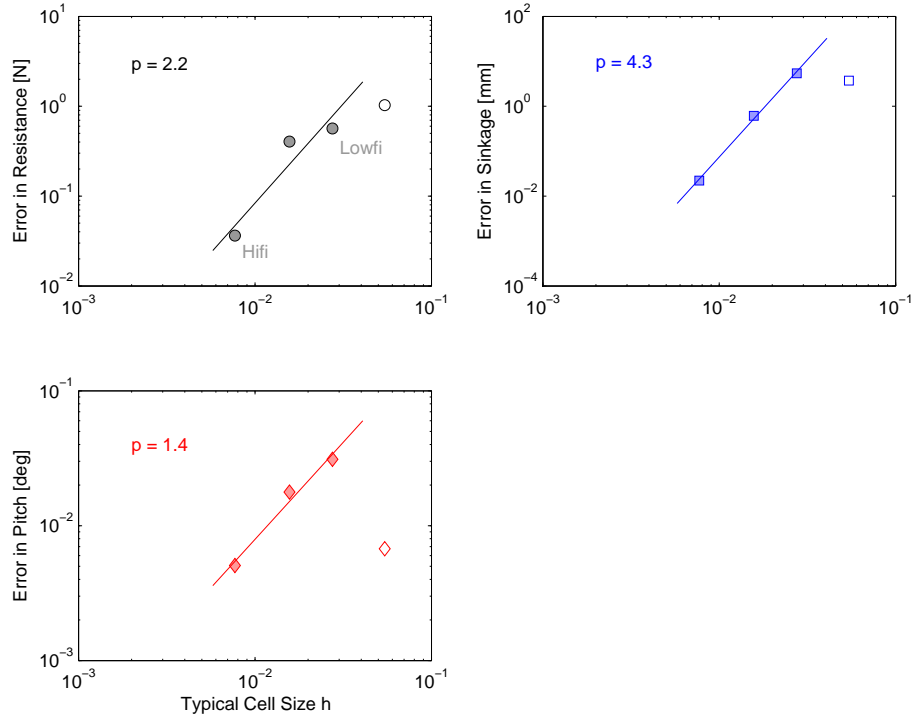 10^1
10^0
10^-1
10^-2
Error in Resistance [N]
p = 2.2
Lowfi
Hifi
10^-3
10^-2
10^-1
10^2
10^0
10^-2
10^-4
Error in Sinkage [mm]
p = 4.3
10^-3
10^-2
10^-1
10^-1
10^-2
10^-3
Error in Pitch [deg]
p = 1.4
10^-3
10^-2
10^-1
Typical Cell Size h